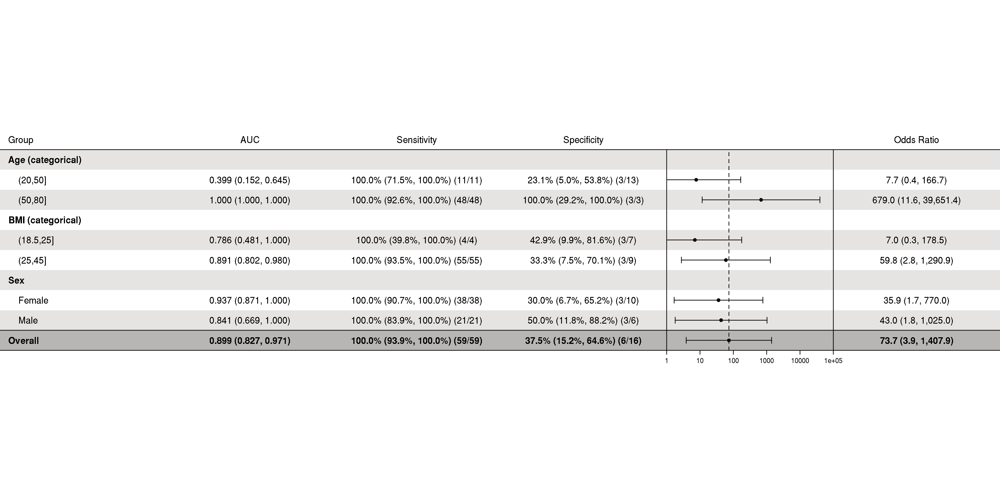 Group AUC Sensitivity Specificity Odds Ratio
Age (categorical)
(20,50] 0.399 (0.152, 0.645) 100.0% (71.5%, 100.0%) (11/11) 23.1% (5.0%, 53.8%) (3/13) 7.7 (0.4, 166.7)
(50,80] 1.000 (1.000, 1.000) 100.0% (92.6%, 100.0%) (48/48) 100.0% (29.2%, 100.0%) (3/3) 679.0 (11.6, 39,651.4)
BMI (categorical)
(18.5,25] 0.786 (0.481, 1.000) 100.0% (39.8%, 100.0%) (4/4) 42.9% (9.9%, 81.6%) (3/7) 7.0 (0.3, 178.5)
(25,45] 0.891 (0.802, 0.980) 100.0% (93.5%, 100.0%) (55/55) 33.3% (7.5%, 70.1%) (3/9) 59.8 (2.8, 1,290.9)
Sex
Female 0.937 (0.871, 1.000) 100.0% (90.7%, 100.0%) (38/38) 30.0% (6.7%, 65.2%) (3/10) 35.9 (1.7, 770.0)
Male 0.841 (0.669, 1.000) 100.0% (83.9%, 100.0%) (21/21) 50.0% (11.8%, 88.2%) (3/6) 43.0 (1.8, 1,025.0)
Overall 0.899 (0.827, 0.971) 100.0% (93.9%, 100.0%) (59/59) 37.5% (15.2%, 64.6%) (6/16) 73.7 (3.9, 1,407.9)
1 10 100 1000 10000 1e+05